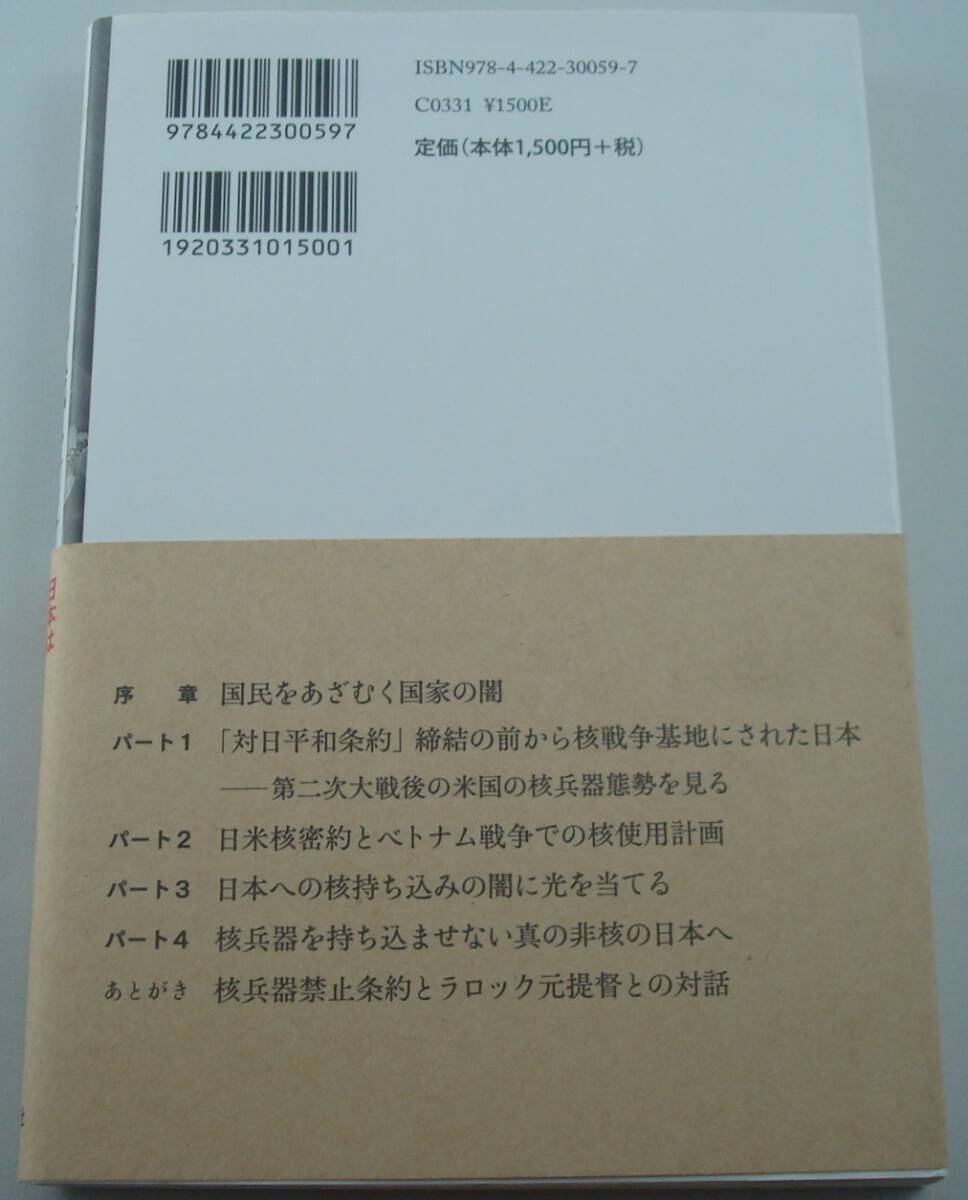 ISBN978-4-422-30059-7
C0331 ¥1500E
定価(本体1,500円+税)
9784422300597
1920331015001
序　章 国民をあざむく国家の闇
パート1 「対日平和条約」締結の前から核戦争基地にされた日本
——第二次大戦後の米国の核兵器態勢を見る
パート2 日米核密約とベトナム戦争での核使用計画
パート3 日本への核持ち込みの闇に光を当てる
パート4 核兵器を持ち込ませない真の非核の日本へ
あとがき 核兵器禁止条約とラロック元提督との対話
日本は